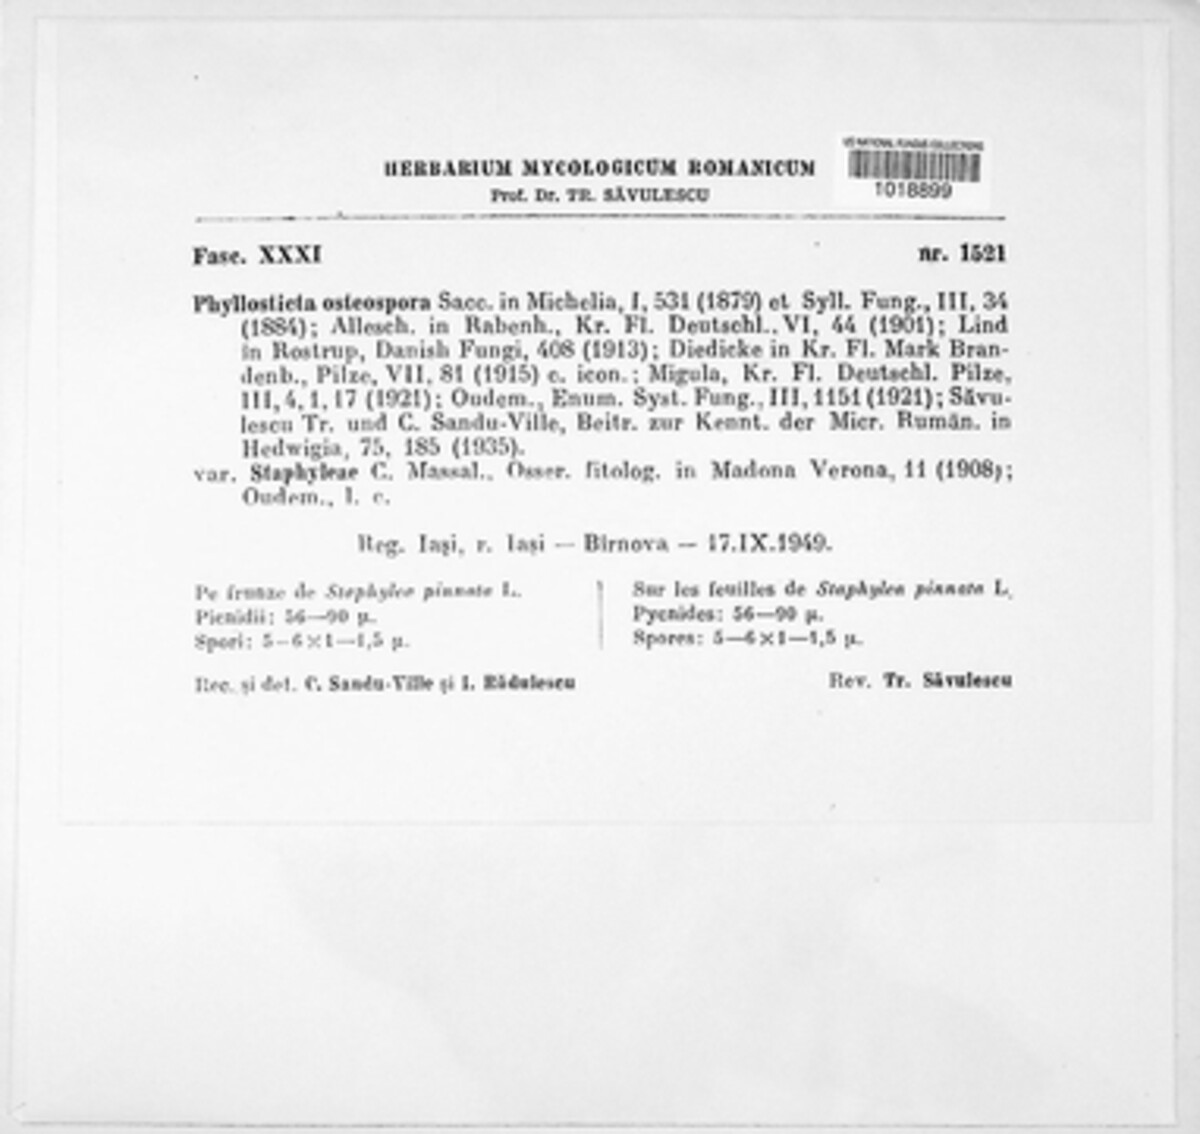 HERBARIUM MYCOLOGICUM ROMANICUM
Prof. Dr. TR. SĂVULESCU
US NATIONAL FUNGUS COLLECTIONS
1018899
Fasc. XXXI
nr. 1521
Phyllosticta osteospora Sacc. in Michelia, I, 531 (1879) et Syll. Fung., III, 34
(1884); Allesch. in Rabenh., Kr. Fl. Deutschl., VI, 44 (1901); Lind
in Rostrup, Danish Fungi, 408 (1913); Diedicke in Kr. Fl. Mark Bran-
denb., Pilze, VII, 81 (1915) c. icon.; Migula, Kr. Fl. Deutschl. Pilze,
III, 4, 1, 17 (1921); Oudem., Enum. Syst. Fung., III, 1151 (1921); Săvu-
lescu Tr. und C. Sandu-Ville, Beitr. zur Kennt. der Micr. Rumän. in
Hedwigia, 75, 185 (1935).
var. Staphyleae C. Massal., Osser. fitolog. in Madona Verona, 11 (1908);
Oudem., l. c.
Reg. Iași, r. Iași — Bîrnova — 17.IX.1949.
Pe frunze de Staphylea pinnata L.
Picnidii: 56—90 μ.
Spori: 5—6×1—1,5 μ.
Sur les feuilles de Staphylea pinnata L.
Pycnides: 56—90 μ.
Spores: 5—6×1—1,5 μ.
Rec. și det. C. Sandu-Ville și I. Rădulescu
Rev. Tr. Săvulescu